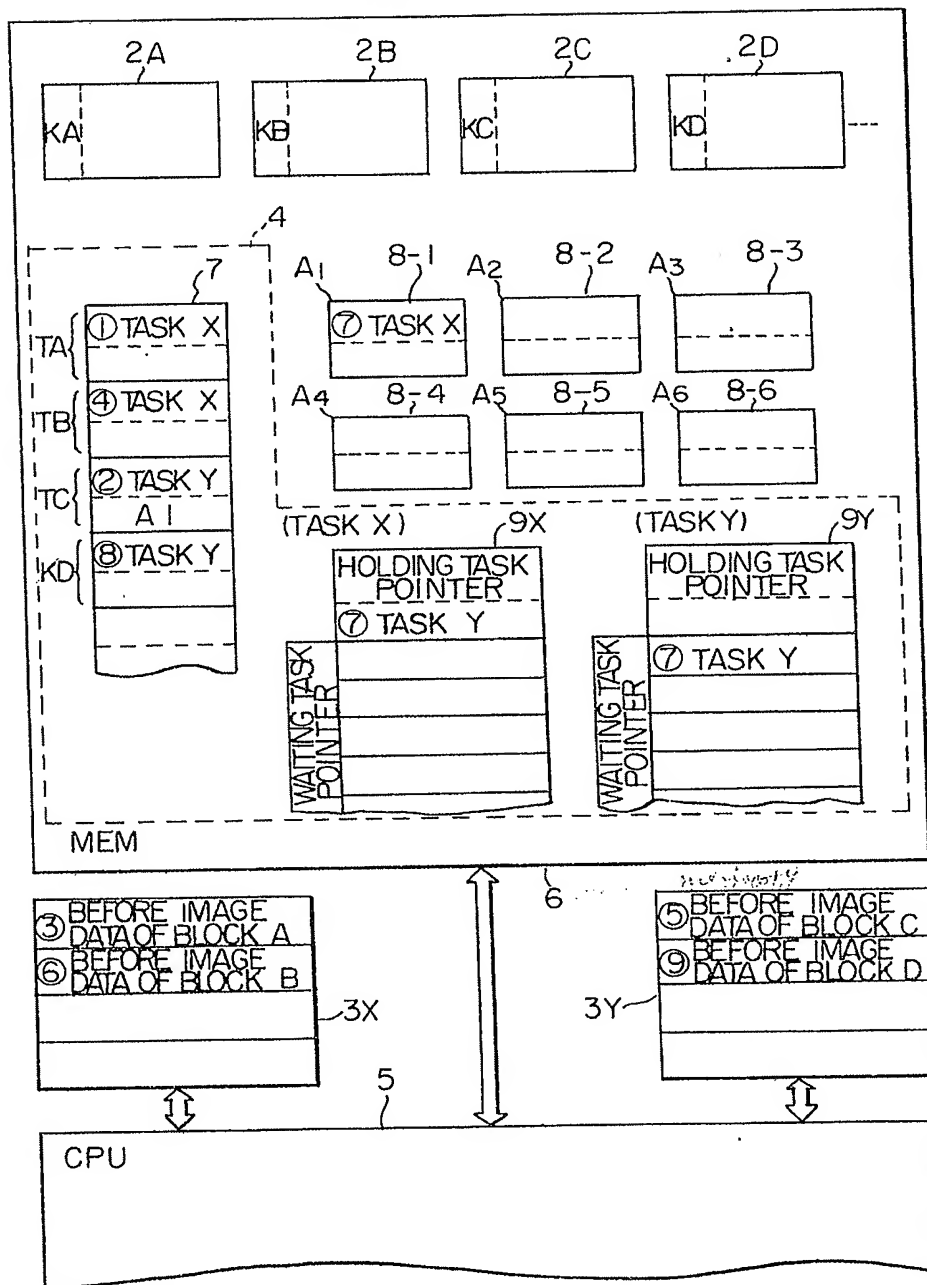 2A 2B 2C 2D
KA KB KC KD
4
7
TA ① TASK X
TB ④ TASK X
TC ② TASK Y
A1
KD ⑧ TASK Y
A1 8-1 A2 8-2 A3 8-3
⑦ TASK X
A4 8-4 A5 8-5 A6 8-6
(TASK X) 9X (TASK Y) 9Y
HOLDING TASK
POINTER
⑦ TASK Y
WAITING TASK
POINTER
HOLDING TASK
POINTER
⑦ TASK Y
WAITING TASK
POINTER
MEM
6
③ BEFORE IMAGE
DATA OF BLOCK A
⑥ BEFORE IMAGE
DATA OF BLOCK B
3X
⑤ BEFORE IMAGE
DATA OF BLOCK C
⑨ BEFORE IMAGE
DATA OF BLOCK D
3Y
5
CPU